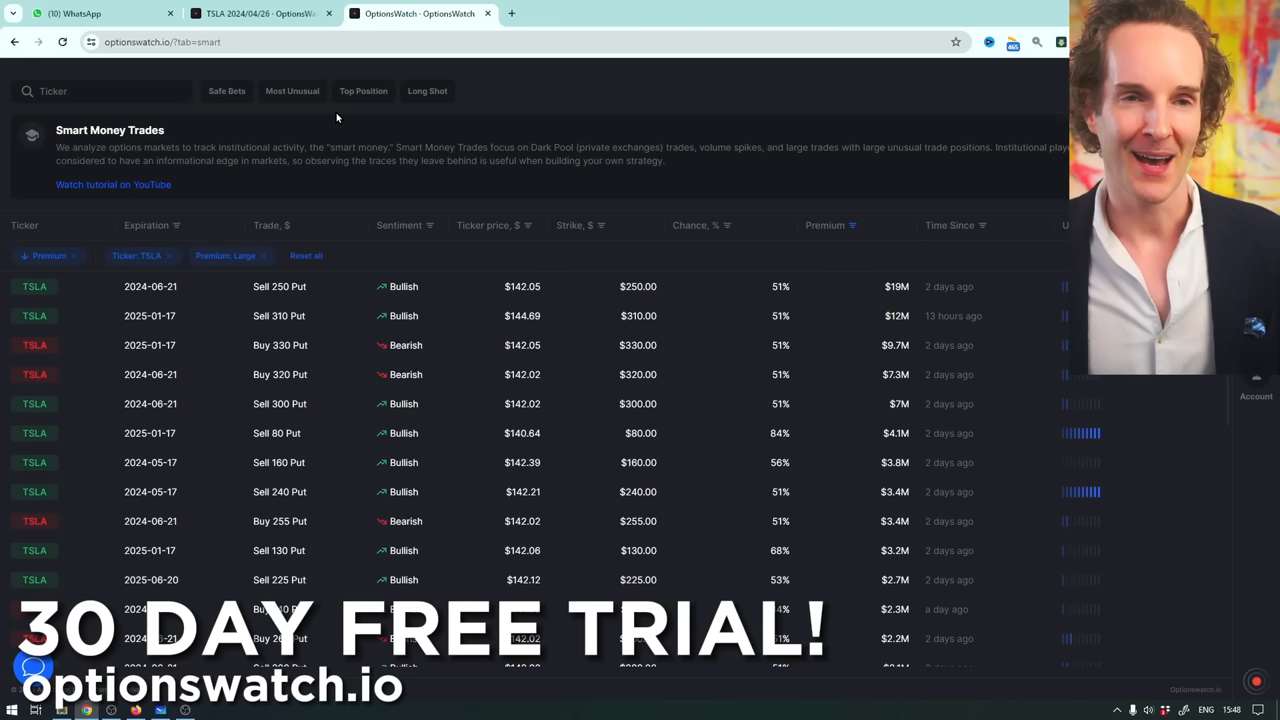 (10) WhatsApp
TSLA 2024/04/26 · OptionsWa
OptionsWatch · OptionsWatch
optionswatch.io/?tab=smart
465
Ticker
Safe Bets
Most Unusual
Top Position
Long Shot
Smart Money Trades
We analyze options markets to track institutional activity, the "smart money." Smart Money Trades focus on Dark Pool (private exchanges) trades, volume spikes, and large trades with large unusual trade positions. Institutional
considered to have an informational edge in markets, so observing the traces they leave behind is useful when building your own strategy.
Watch tutorial on YouTube
Ticker Expiration Trade, $ Sentiment Ticker price, $ Strike, $ Chance, % Premium Time Since
Premium Ticker: TSLA Premium: Large Reset all
TSLA 2024-06-21 Sell 250 Put Bullish $142.05 $250.00 51% $19M 2 days ago
TSLA 2025-01-17 Sell 310 Put Bullish $144.69 $310.00 51% $12M 13 hours ago
TSLA 2025-01-17 Buy 330 Put Bearish $142.05 $330.00 51% $9.7M 2 days ago
TSLA 2024-06-21 Buy 320 Put Bearish $142.02 $320.00 51% $7.3M 2 days ago
TSLA 2024-06-21 Sell 300 Put Bullish $142.02 $300.00 51% $7M 2 days ago
TSLA 2025-01-17 Sell 80 Put Bullish $140.64 $80.00 84% $4.1M 2 days ago
TSLA 2024-05-17 Sell 160 Put Bullish $142.39 $160.00 56% $3.8M 2 days ago
TSLA 2024-05-17 Sell 240 Put Bullish $142.21 $240.00 51% $3.4M 2 days ago
TSLA 2024-06-21 Buy 255 Put Bearish $142.02 $255.00 51% $3.4M 2 days ago
TSLA 2025-01-17 Sell 130 Put Bullish $142.06 $130.00 68% $3.2M 2 days ago
TSLA 2025-06-20 Sell 225 Put Bullish $142.12 $225.00 53% $2.7M 2 days ago
$2.3M a day ago
$2.2M 2 days ago
Account
30 DAY FREE TRIAL!
optionswatch.io
Optionswatch.io
ENG 15:48